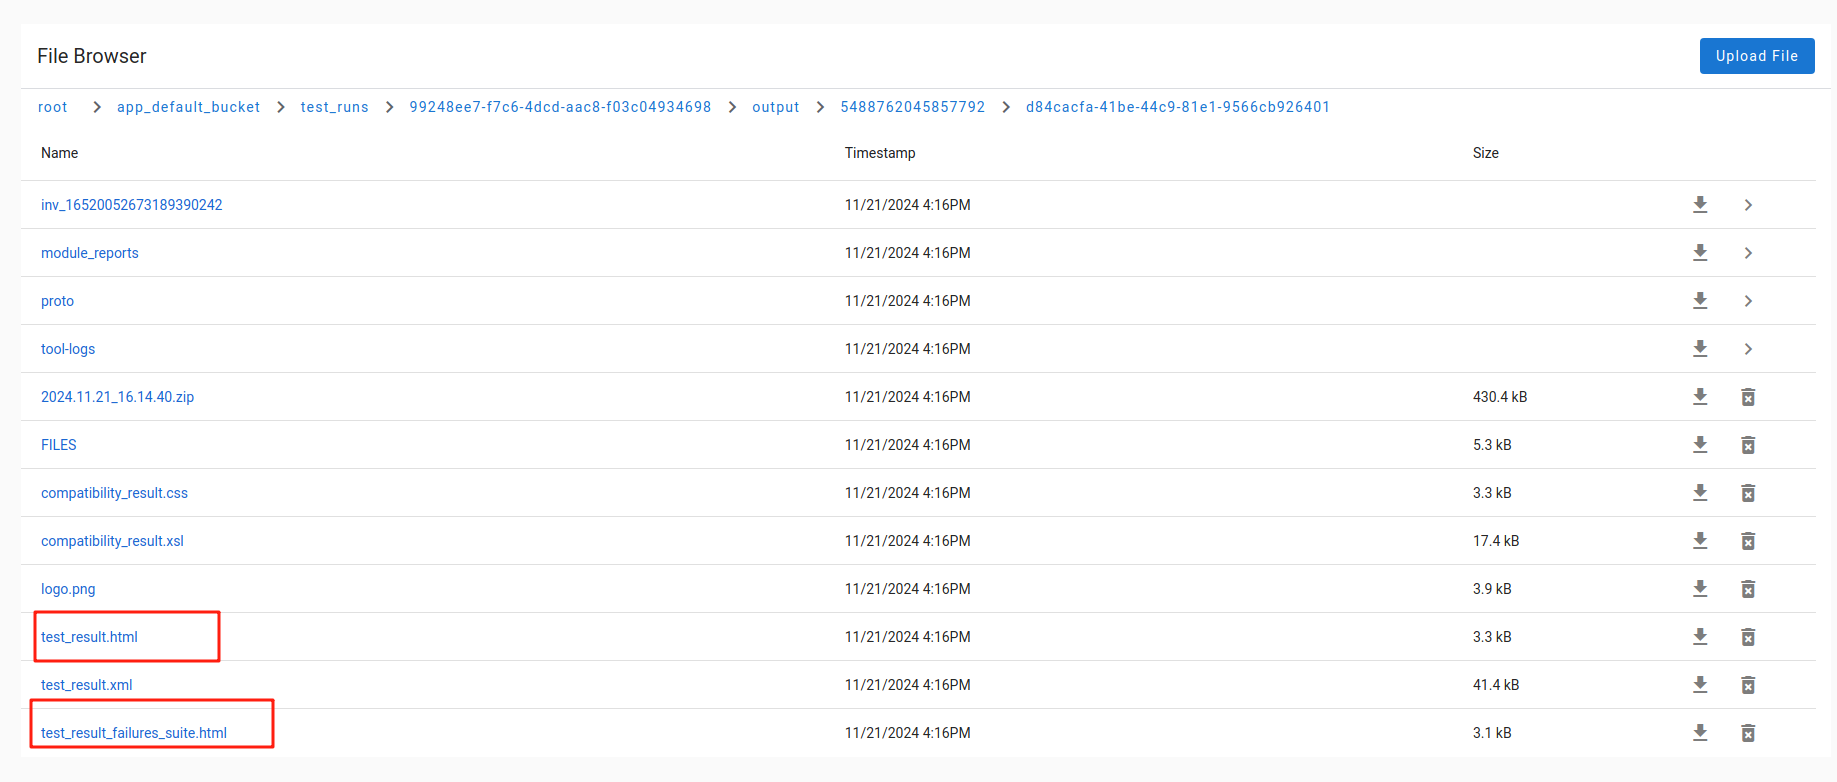 File Browser
Upload File
root app_default_bucket test_runs 99248ee7-f7c6-4dcd-aac8-f03c04934698 output 5488762045857792 d84cacfa-41be-44c9-81e1-9566cb926401
Name Timestamp Size
inv_16520052673189390242 11/21/2024 4:16PM
module_reports 11/21/2024 4:16PM
proto 11/21/2024 4:16PM
tool-logs 11/21/2024 4:16PM
2024.11.21_16.14.40.zip 11/21/2024 4:16PM 430.4 kB
FILES 11/21/2024 4:16PM 5.3 kB
compatibility_result.css 11/21/2024 4:16PM 3.3 kB
compatibility_result.xsl 11/21/2024 4:16PM 17.4 kB
logo.png 11/21/2024 4:16PM 3.9 kB
test_result.html 11/21/2024 4:16PM 3.3 kB
test_result.xml 11/21/2024 4:16PM 41.4 kB
test_result_failures_suite.html 11/21/2024 4:16PM 3.1 kB